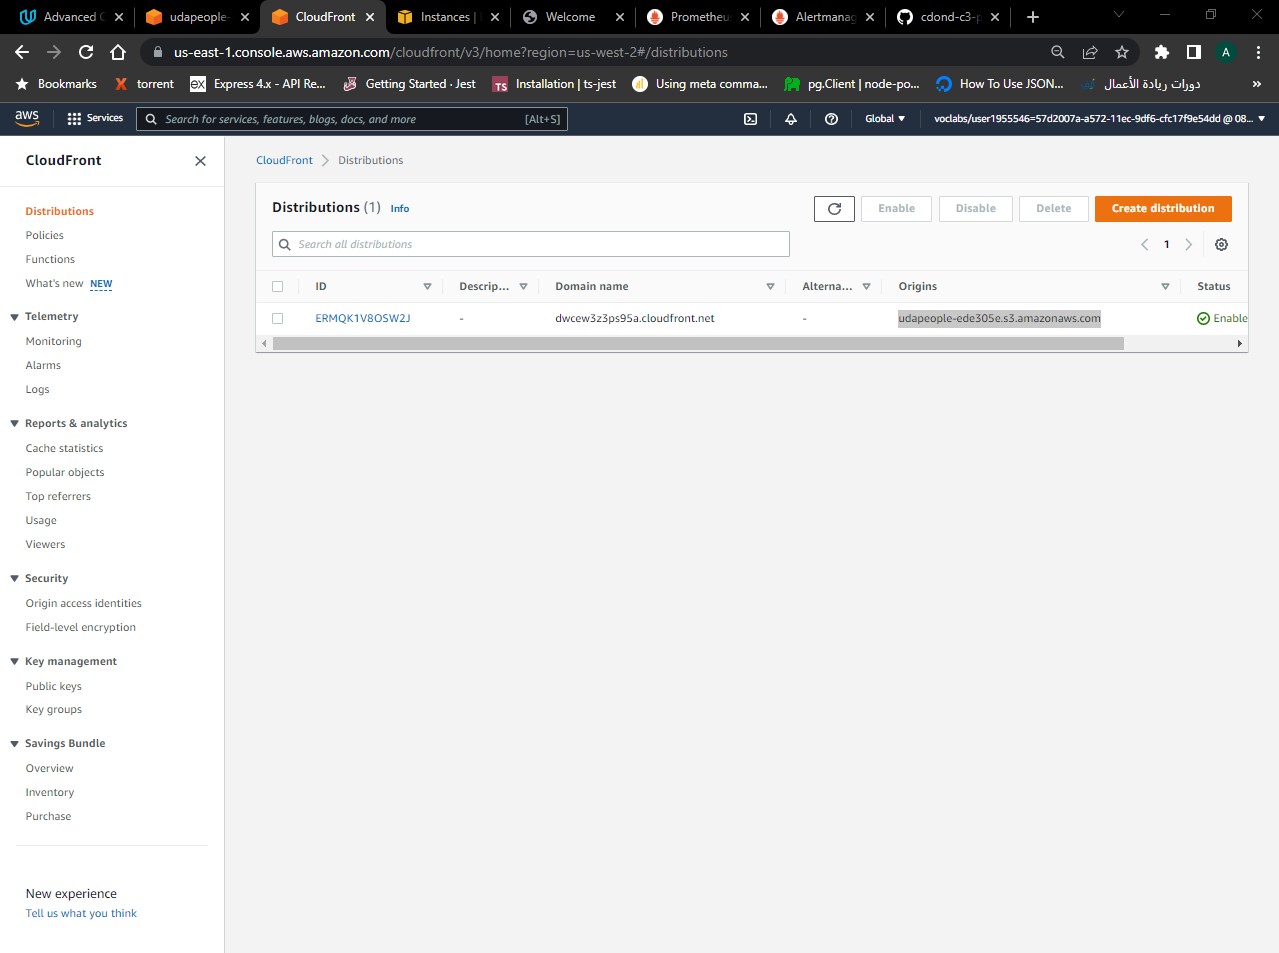 Advanced C
udapeople-
CloudFront
Instances |
Welcome
Prometheu
Alertmanag
cdond-c3-p
us-east-1.console.aws.amazon.com/cloudfront/v3/home?region=us-west-2#/distributions
A
Bookmarks
torrent
ex Express 4.x - API Re...
Getting Started · Jest
TS Installation | ts-jest
Using meta comma...
pg.Client | node-po...
How To Use JSON...
دورات ريادة الأعمال
»
aws
Services
Search for services, features, blogs, docs, and more
[Alt+S]
Global
voclabs/user1955546=57d2007a-a572-11ec-9df6-cfc17f9e54dd @ 08...
CloudFront
Distributions
Policies
Functions
What's new NEW
Telemetry
Monitoring
Alarms
Logs
Reports & analytics
Cache statistics
Popular objects
Top referrers
Usage
Viewers
Security
Origin access identities
Field-level encryption
Key management
Public keys
Key groups
Savings Bundle
Overview
Inventory
Purchase
New experience
Tell us what you think
CloudFront > Distributions
Distributions (1) Info
Enable
Disable
Delete
Create distribution
Search all distributions
1
ID
Descrip...
Domain name
Alterna...
Origins
Status
ERMQK1V8OSW2J
-
dwcew3z3ps95a.cloudfront.net
-
udapeople-ede305e.s3.amazonaws.com
Enable